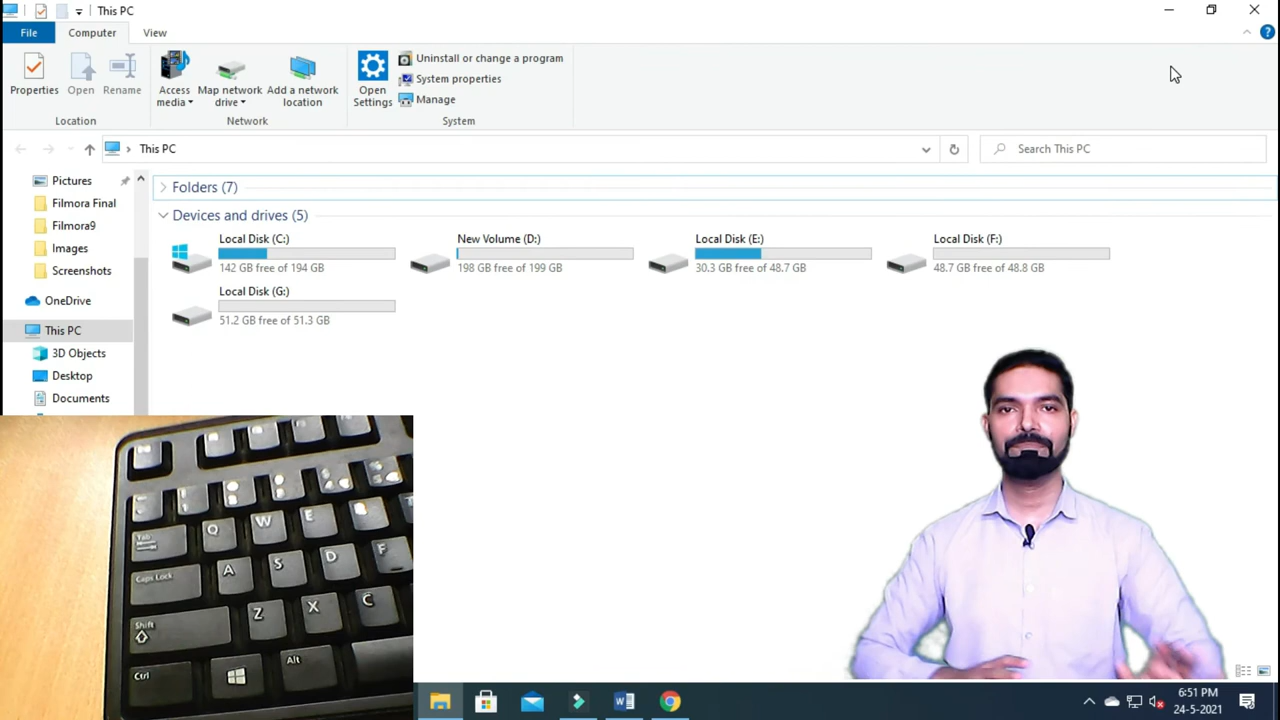 This PC
File
Computer
View
Properties
Open
Rename
Location
Access media
Map network drive
Add a network location
Network
Open Settings
Uninstall or change a program
System properties
Manage
System
This PC
Search This PC
Pictures
Filmora Final
Filmora9
Images
Screenshots
OneDrive
This PC
3D Objects
Desktop
Documents
Folders (7)
Devices and drives (5)
Local Disk (C:)
142 GB free of 194 GB
New Volume (D:)
198 GB free of 199 GB
Local Disk (E:)
30.3 GB free of 48.7 GB
Local Disk (F:)
48.7 GB free of 48.8 GB
Local Disk (G:)
51.2 GB free of 51.3 GB
Q W E
Tab
A S D F
Caps Lock
Z X C
Shift
Ctrl
Alt
6:51 PM
24-5-2021